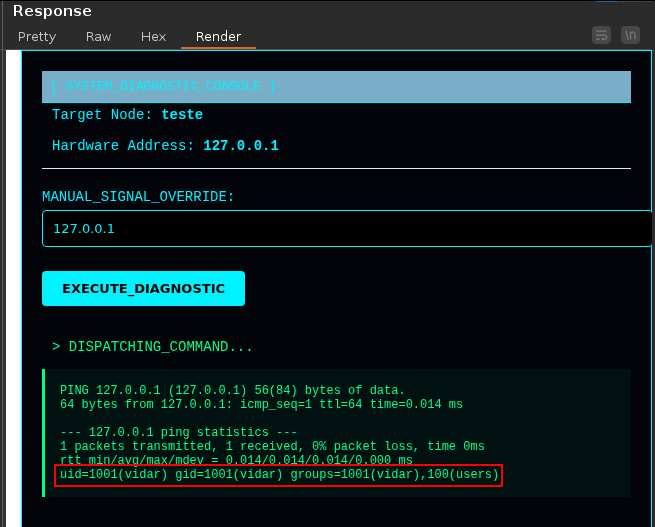 Response
Pretty Raw Hex Render
\n
[ SYSTEM_DIAGNOSTIC_CONSOLE ]
Target Node: teste
Hardware Address: 127.0.0.1
MANUAL_SIGNAL_OVERRIDE:
127.0.0.1
EXECUTE_DIAGNOSTIC
> DISPATCHING_COMMAND...
PING 127.0.0.1 (127.0.0.1) 56(84) bytes of data.
64 bytes from 127.0.0.1: icmp_seq=1 ttl=64 time=0.014 ms
--- 127.0.0.1 ping statistics ---
1 packets transmitted, 1 received, 0% packet loss, time 0ms
rtt min/avg/max/mdev = 0.014/0.014/0.014/0.000 ms
uid=1001(vidar) gid=1001(vidar) groups=1001(vidar),100(users)